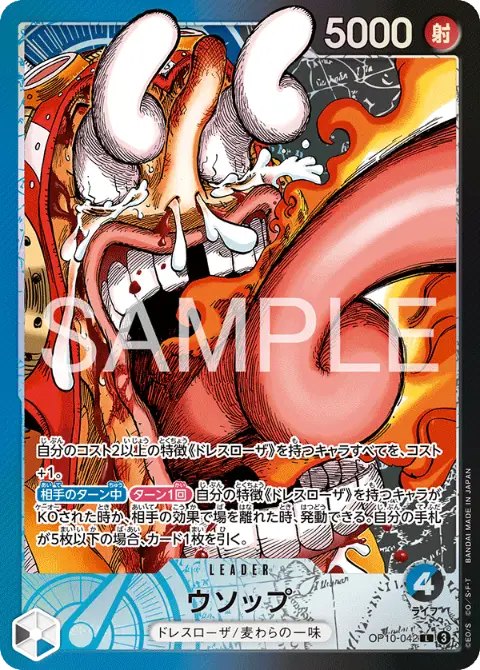 5000 射
SAMPLE
自分のコスト2以上の特徴《ドレスローザ》を持つキャラすべてを、コスト
+1。
相手のターン中 ターン1回 自分の特徴《ドレスローザ》を持つキャラが
KOされた時か、相手の効果で場を離れた時、発動できる。自分の手札
が5枚以下の場合、カード1枚を引く。
LEADER
ウソップ
ドレスローザ/麦わらの一味
4
ライフ
OP10-042 L 3
©E.O/S ©O./S・F・T BANDAI MADE IN JAPAN